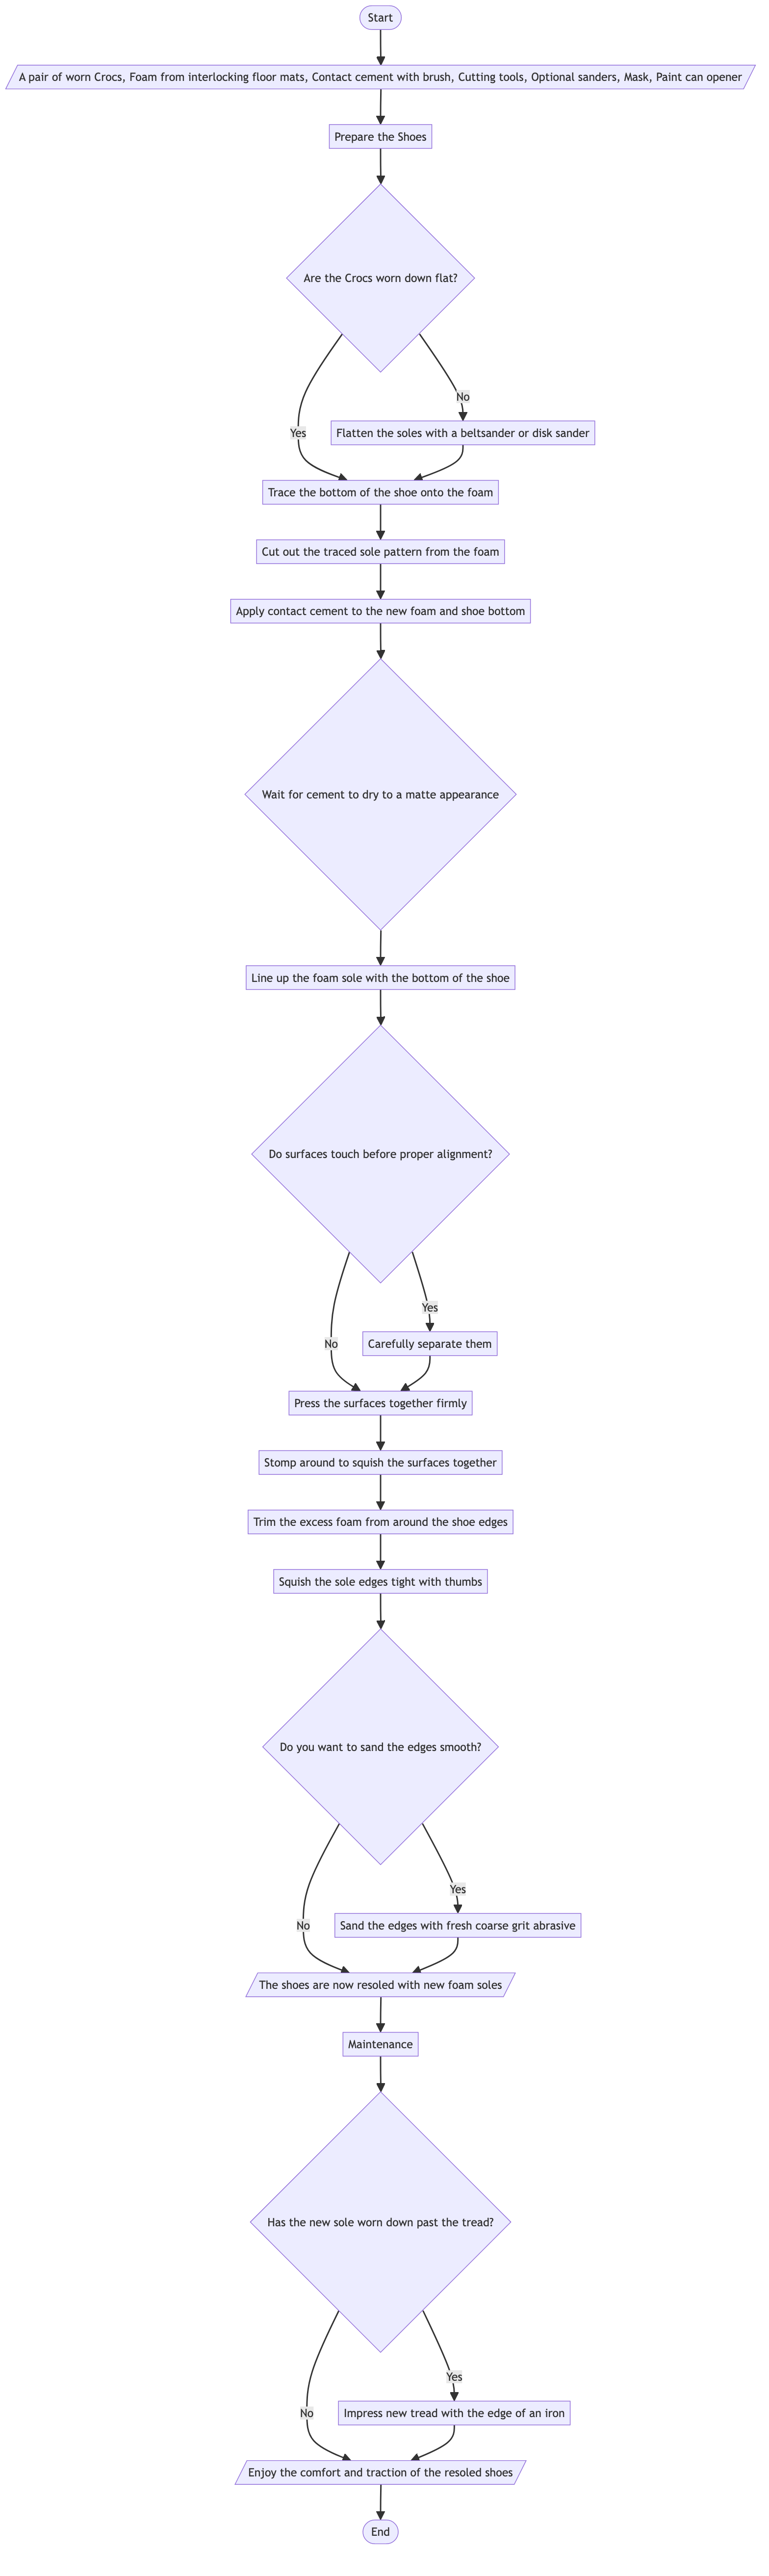 Start
A pair of worn Crocs, Foam from interlocking floor mats, Contact cement with brush, Cutting tools, Optional sanders, Mask, Paint can opener
Prepare the Shoes
Are the Crocs worn down flat?
No
Yes
Flatten the soles with a beltsander or disk sander
Trace the bottom of the shoe onto the foam
Cut out the traced sole pattern from the foam
Apply contact cement to the new foam and shoe bottom
Wait for cement to dry to a matte appearance
Line up the foam sole with the bottom of the shoe
Do surfaces touch before proper alignment?
Yes
No
Carefully separate them
Press the surfaces together firmly
Stomp around to squish the surfaces together
Trim the excess foam from around the shoe edges
Squish the sole edges tight with thumbs
Do you want to sand the edges smooth?
Yes
No
Sand the edges with fresh coarse grit abrasive
The shoes are now resoled with new foam soles
Maintenance
Has the new sole worn down past the tread?
Yes
No
Impress new tread with the edge of an iron
Enjoy the comfort and traction of the resoled shoes
End